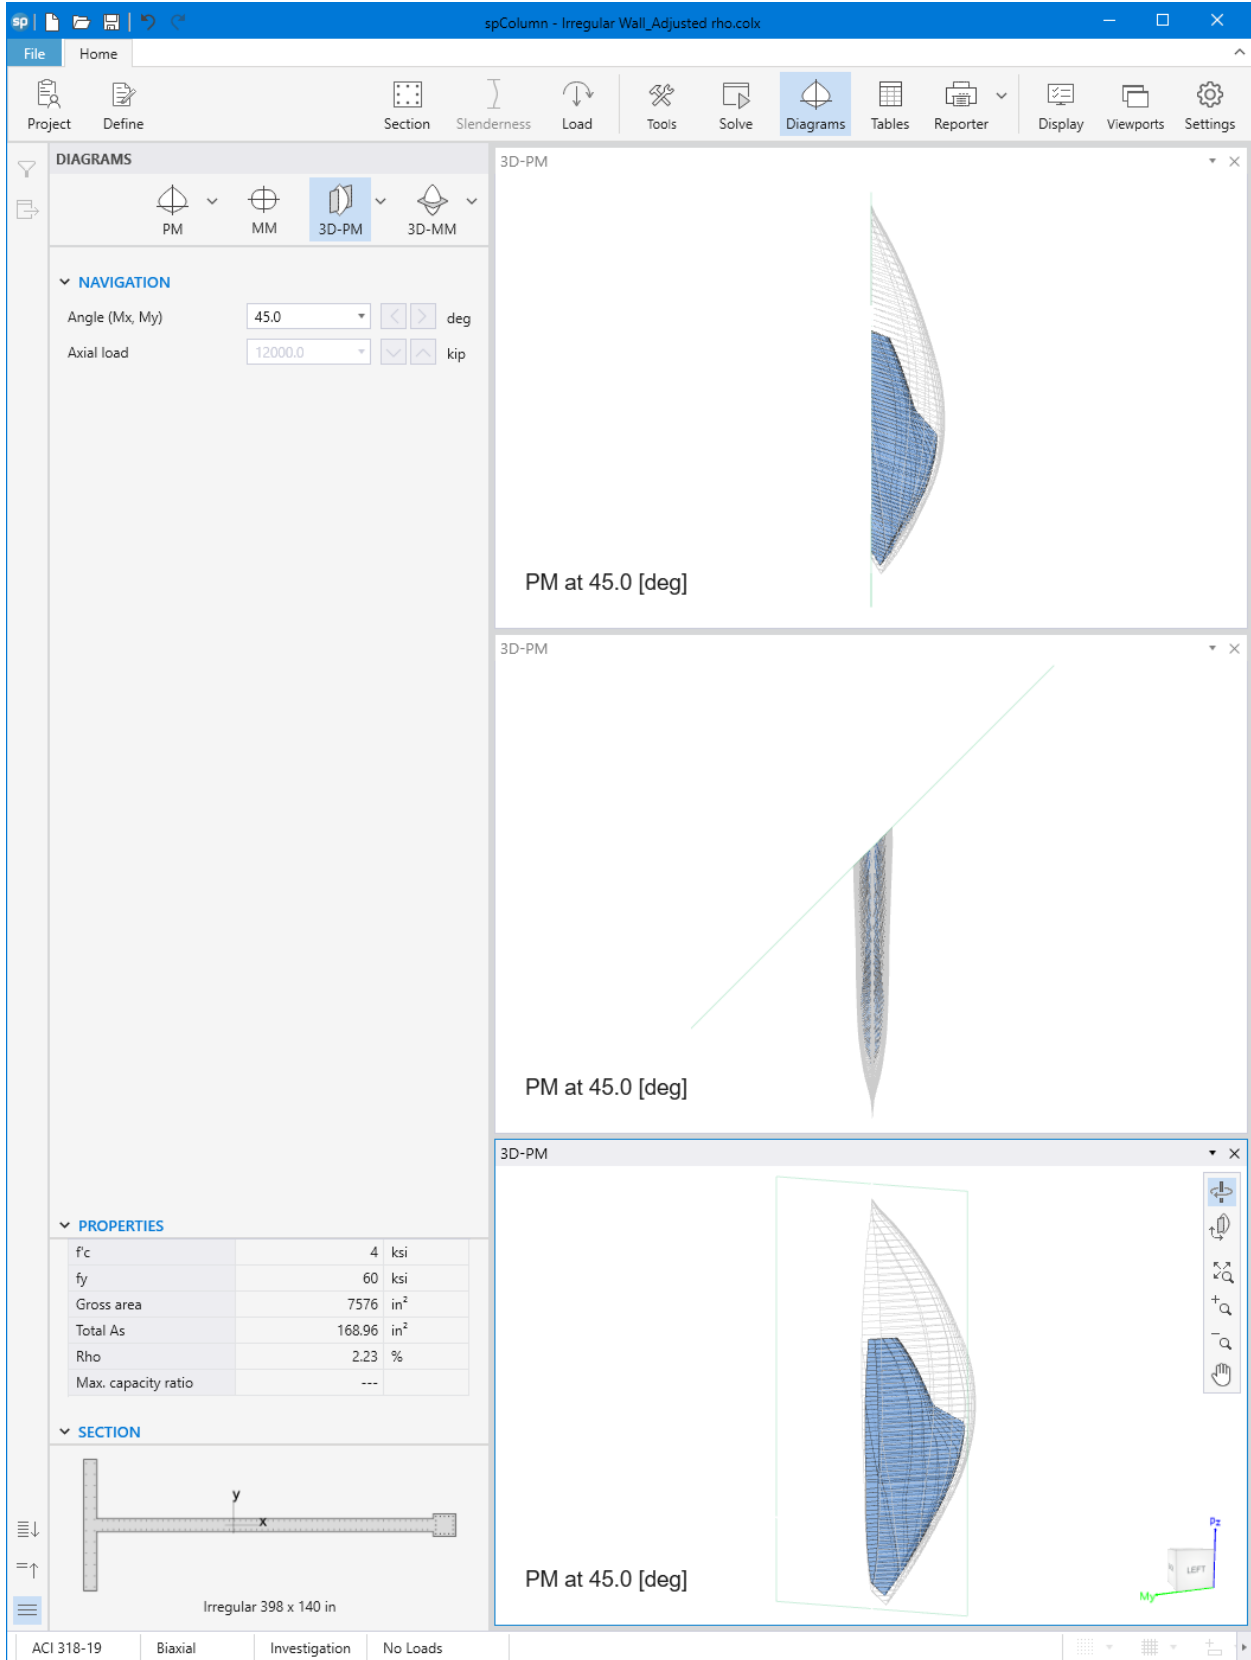 sp
spColumn - Irregular Wall_Adjusted rho.colx
File
Home
Project
Define
Section
Slenderness
Load
Tools
Solve
Diagrams
Tables
Reporter
Display
Viewports
Settings
DIAGRAMS
PM
MM
3D-PM
3D-MM
NAVIGATION
Angle (Mx, My) 45.0 deg
Axial load 12000.0 kip
3D-PM
PM at 45.0 [deg]
3D-PM
PM at 45.0 [deg]
3D-PM
PM at 45.0 [deg]
Pz
LEFT
My
PROPERTIES
f'c 4 ksi
fy 60 ksi
Gross area 7576 in²
Total As 168.96 in²
Rho 2.23 %
Max. capacity ratio ---
SECTION
y
x
Irregular 398 x 140 in
ACI 318-19
Biaxial
Investigation
No Loads